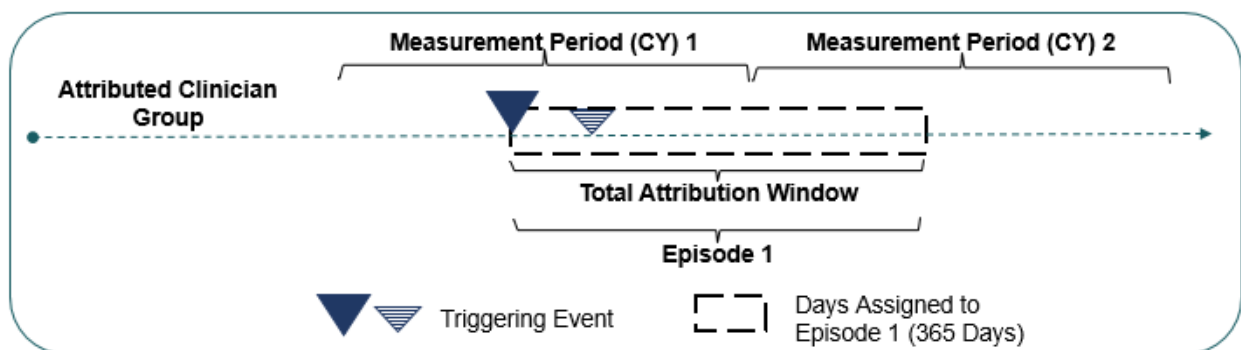 Measurement Period (CY) 1
Measurement Period (CY) 2
Attributed Clinician
Group
Total Attribution Window
Episode 1
Triggering Event
Days Assigned to
Episode 1 (365 Days)